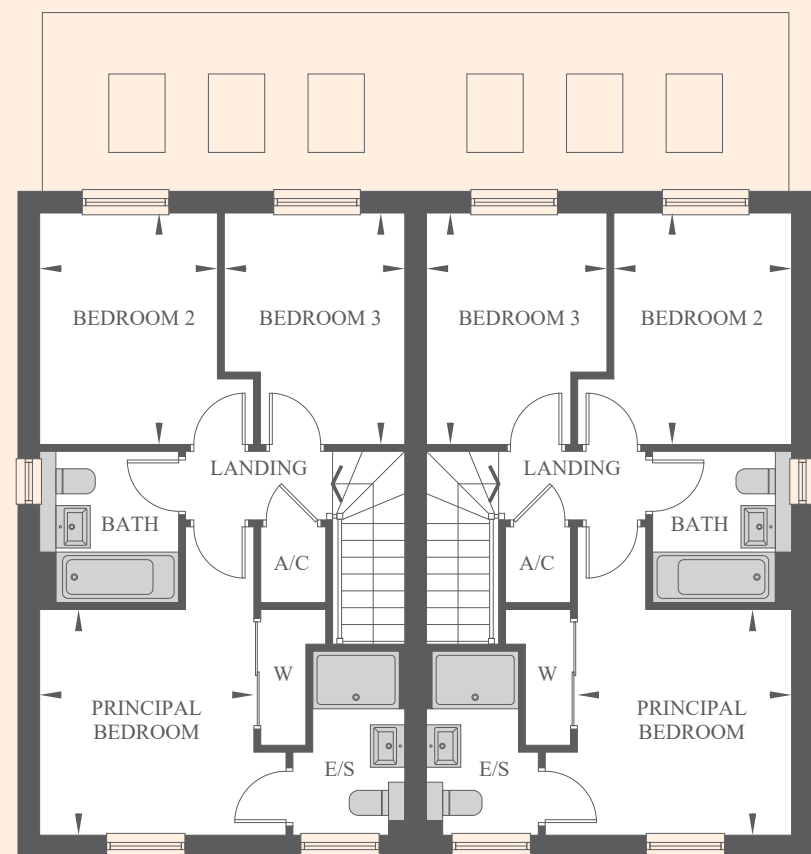 BEDROOM 2
BEDROOM 3
BEDROOM 3
BEDROOM 2
LANDING
LANDING
BATH
BATH
A/C
A/C
W
W
PRINCIPAL
BEDROOM
PRINCIPAL
BEDROOM
E/S
E/S